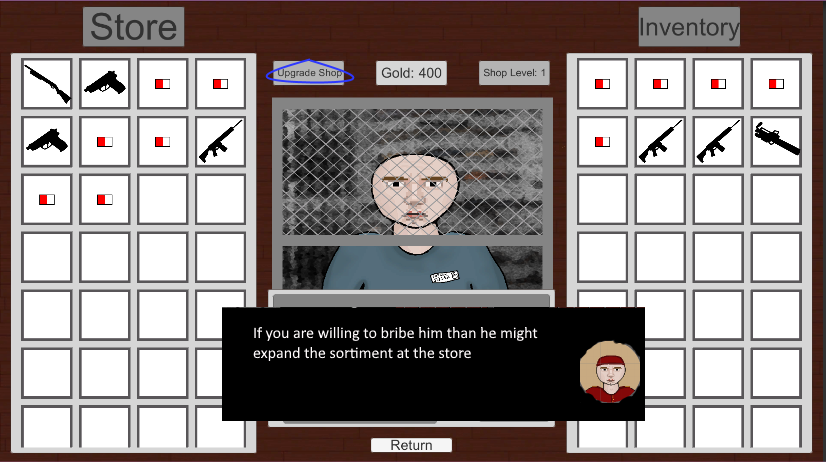 Store
Inventory
Upgrade Shop
Gold: 400
Shop Level: 1
If you are willing to bribe him than he might
expand the sortiment at the store
Return